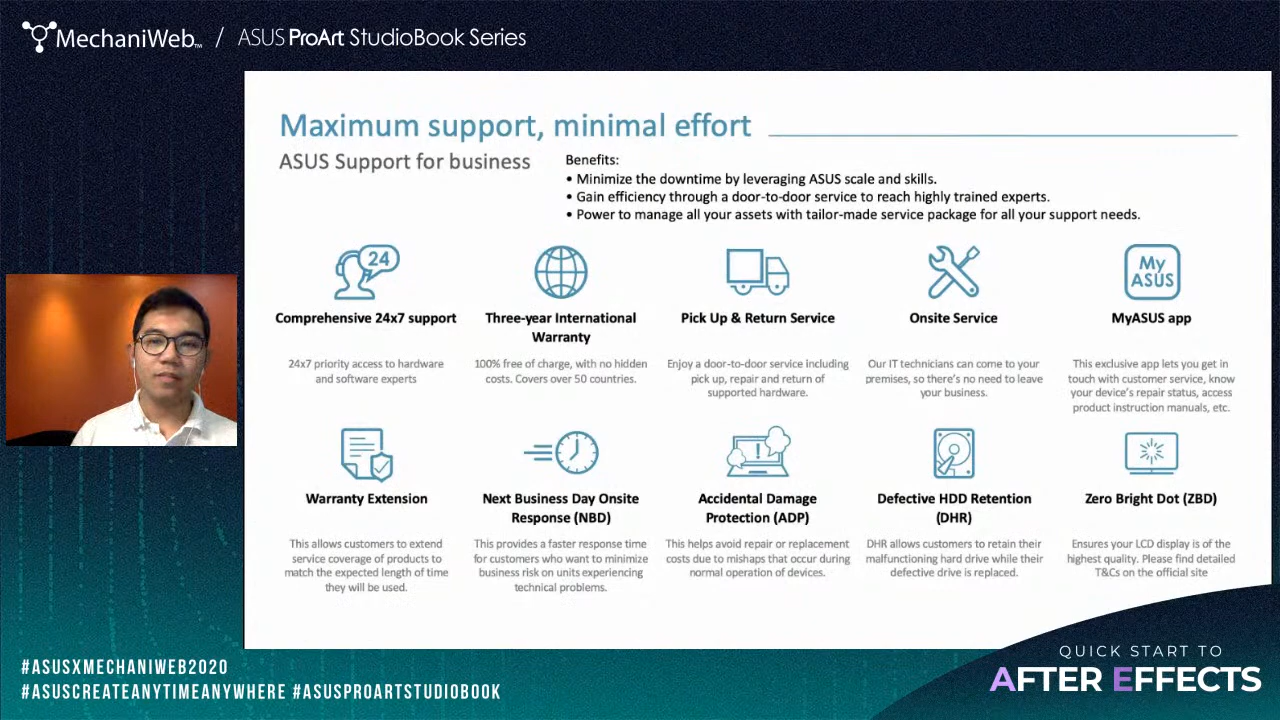 MechaniWeb™ / ASUS ProArt StudioBook Series
Maximum support, minimal effort
ASUS Support for business
Benefits:
• Minimize the downtime by leveraging ASUS scale and skills.
• Gain efficiency through a door-to-door service to reach highly trained experts.
• Power to manage all your assets with tailor-made service package for all your support needs.
24
Comprehensive 24x7 support
24x7 priority access to hardware
and software experts
Three-year International
Warranty
100% free of charge, with no hidden
costs. Covers over 50 countries.
Pick Up & Return Service
Enjoy a door-to-door service including
pick up, repair and return of
supported hardware.
Onsite Service
Our IT technicians can come to your
premises, so there's no need to leave
your business.
My
ASUS
MyASUS app
This exclusive app lets you get in
touch with customer service, know
your device's repair status, access
product instruction manuals, etc.
Warranty Extension
This allows customers to extend
service coverage of products to
match the expected length of time
they will be used.
Next Business Day Onsite
Response (NBD)
This provides a faster response time
for customers who want to minimize
business risk on units experiencing
technical problems.
!
Accidental Damage
Protection (ADP)
This helps avoid repair or replacement
costs due to mishaps that occur during
normal operation of devices.
Defective HDD Retention
(DHR)
DHR allows customers to retain their
malfunctioning hard drive while their
defective drive is replaced.
Zero Bright Dot (ZBD)
Ensures your LCD display is of the
highest quality. Please find detailed
T&Cs on the official site
#ASUSXMECHANIWEB2020
#ASUSCREATEANYTIMEANYWHERE #ASUSPROARTSTUDIOBOOK
QUICK START TO
AFTER EFFECTS